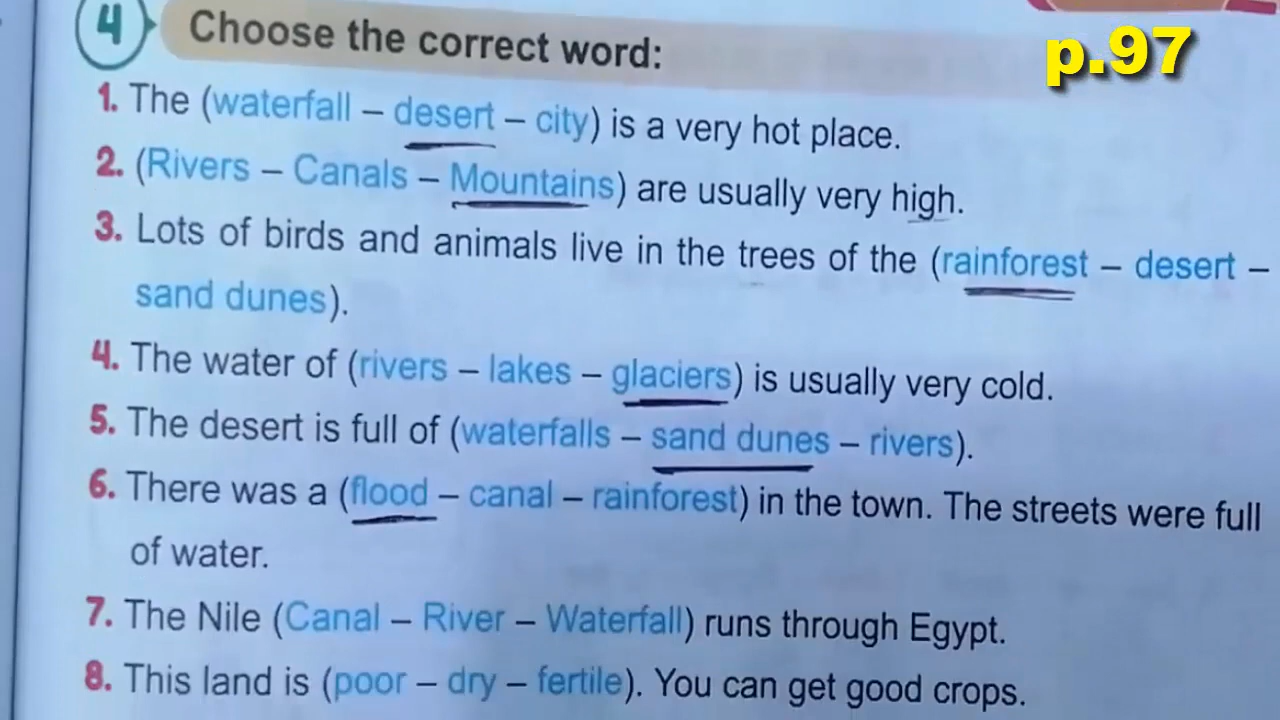 4 Choose the correct word:
p.97
1. The (waterfall – desert – city) is a very hot place.
2. (Rivers – Canals – Mountains) are usually very high.
3. Lots of birds and animals live in the trees of the (rainforest – desert –
sand dunes).
4. The water of (rivers – lakes – glaciers) is usually very cold.
5. The desert is full of (waterfalls – sand dunes – rivers).
6. There was a (flood – canal – rainforest) in the town. The streets were full
of water.
7. The Nile (Canal – River – Waterfall) runs through Egypt.
8. This land is (poor – dry – fertile). You can get good crops.